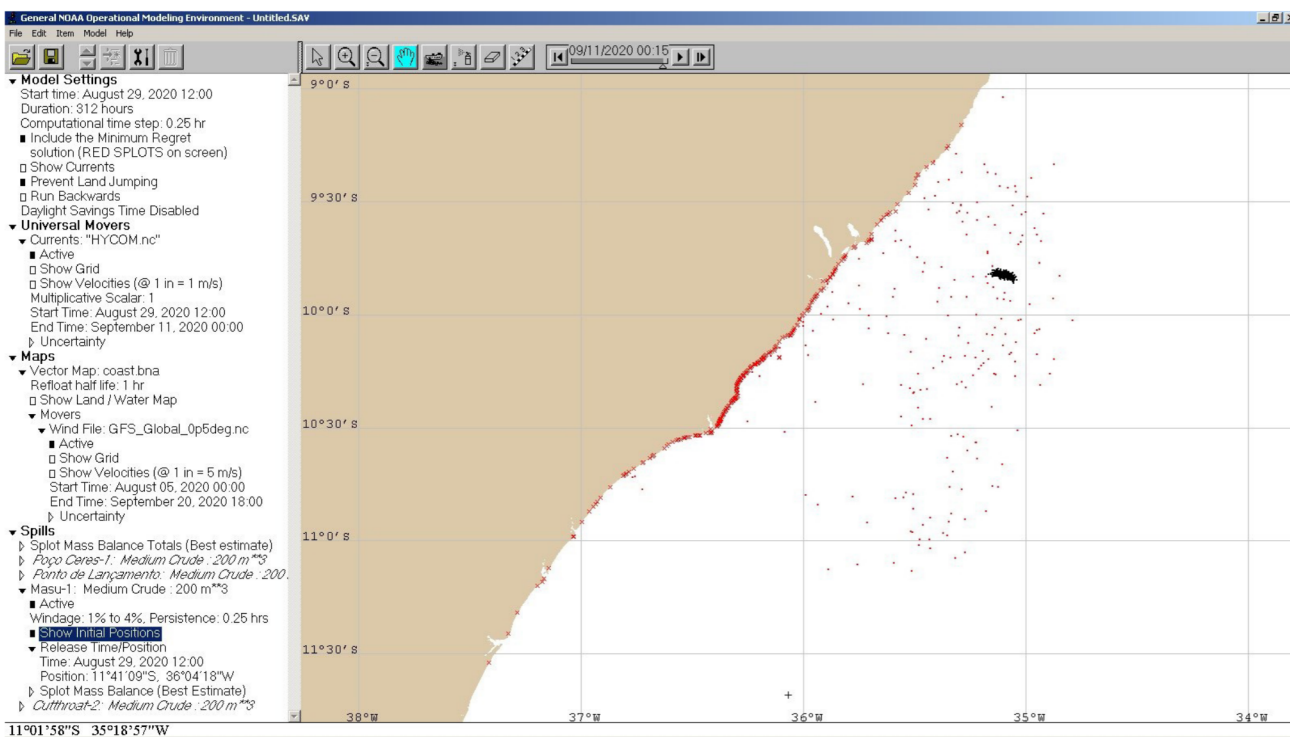 General NOAA Operational Modeling Environment - Untitled.SAV
File Edit Item Model Help
09/11/2020 00:15
Model Settings
Start time: August 29, 2020 12:00
Duration: 312 hours
Computational time step: 0.25 hr
Include the Minimum Regret
solution (RED SPLOTS on screen)
Show Currents
Prevent Land Jumping
Run Backwards
Daylight Savings Time Disabled
Universal Movers
Currents: "HYCOM.nc"
Active
Show Grid
Show Velocities (@ 1 in = 1 m/s)
Multiplicative Scalar: 1
Start Time: August 29, 2020 12:00
End Time: September 11, 2020 00:00
Uncertainty
Maps
Vector Map: coast.bna
Refloat half life: 1 hr
Show Land / Water Map
Movers
Wind File: GFS_Global_0p5deg.nc
Active
Show Grid
Show Velocities (@ 1 in = 5 m/s)
Start Time: August 05, 2020 00:00
End Time: September 20, 2020 18:00
Uncertainty
Spills
Splot Mass Balance Totals (Best estimate)
Poço Ceres-1: Medium Crude : 200 m**3
Ponto de Lançamento: Medium Crude : 200
Masu-1: Medium Crude : 200 m**3
Active
Windage: 1% to 4%, Persistence: 0.25 hrs
Show Initial Positions
Release Time/Position
Time: August 29, 2020 12:00
Position: 11°41'09"S, 36°04'18"W
Splot Mass Balance (Best Estimate)
Cutthroat-2: Medium Crude : 200 m**3
9°0's
9°30's
10°0's
10°30's
11°0's
11°30's
38°W 37°W 36°W 35°W 34°W
11°01'58"S 35°18'57"W